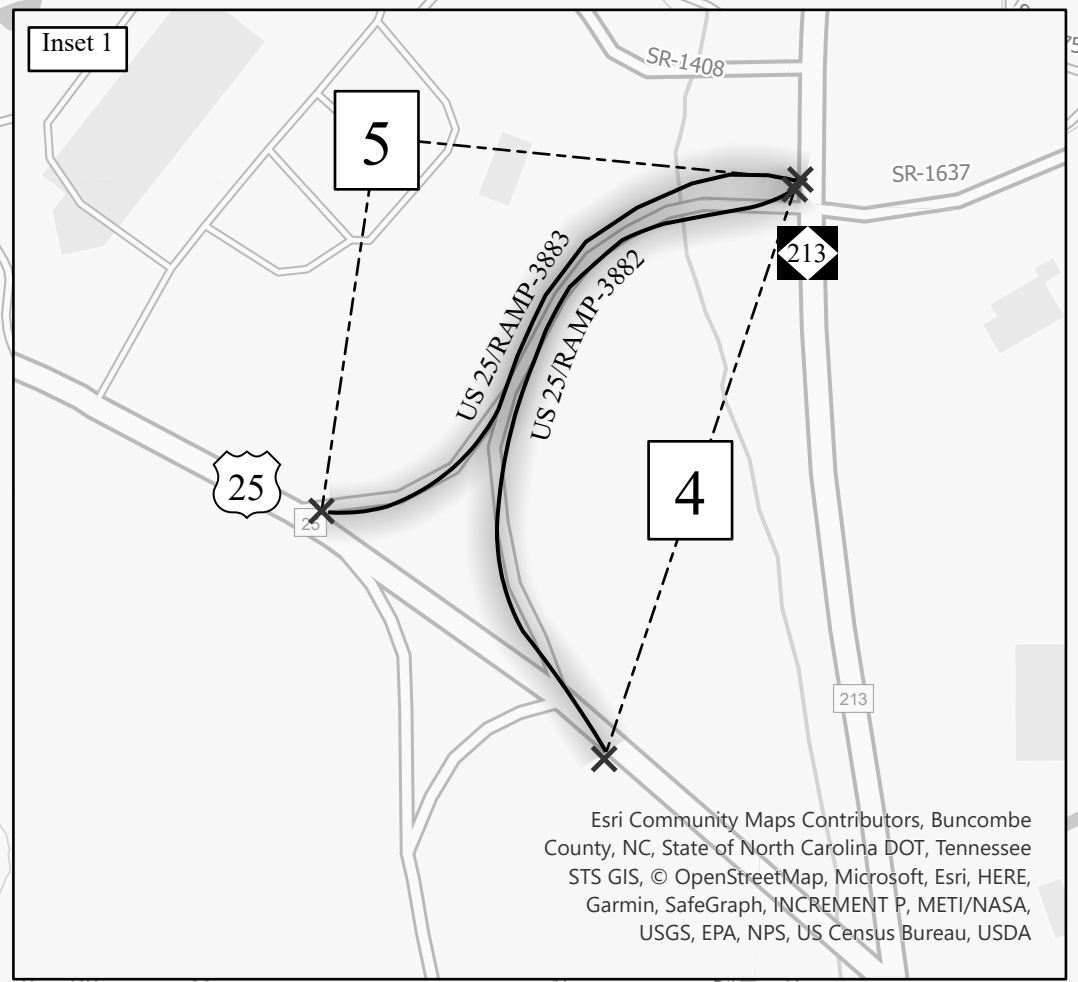 Inset 1
SR-1408
5
SR-1637
213
US 25/RAMP-3883
US 25/RAMP-3882
25
25
4
213
Esri Community Maps Contributors, Buncombe
County, NC, State of North Carolina DOT, Tennessee
STS GIS, © OpenStreetMap, Microsoft, Esri, HERE,
Garmin, SafeGraph, INCREMENT P, METI/NASA,
USGS, EPA, NPS, US Census Bureau, USDA